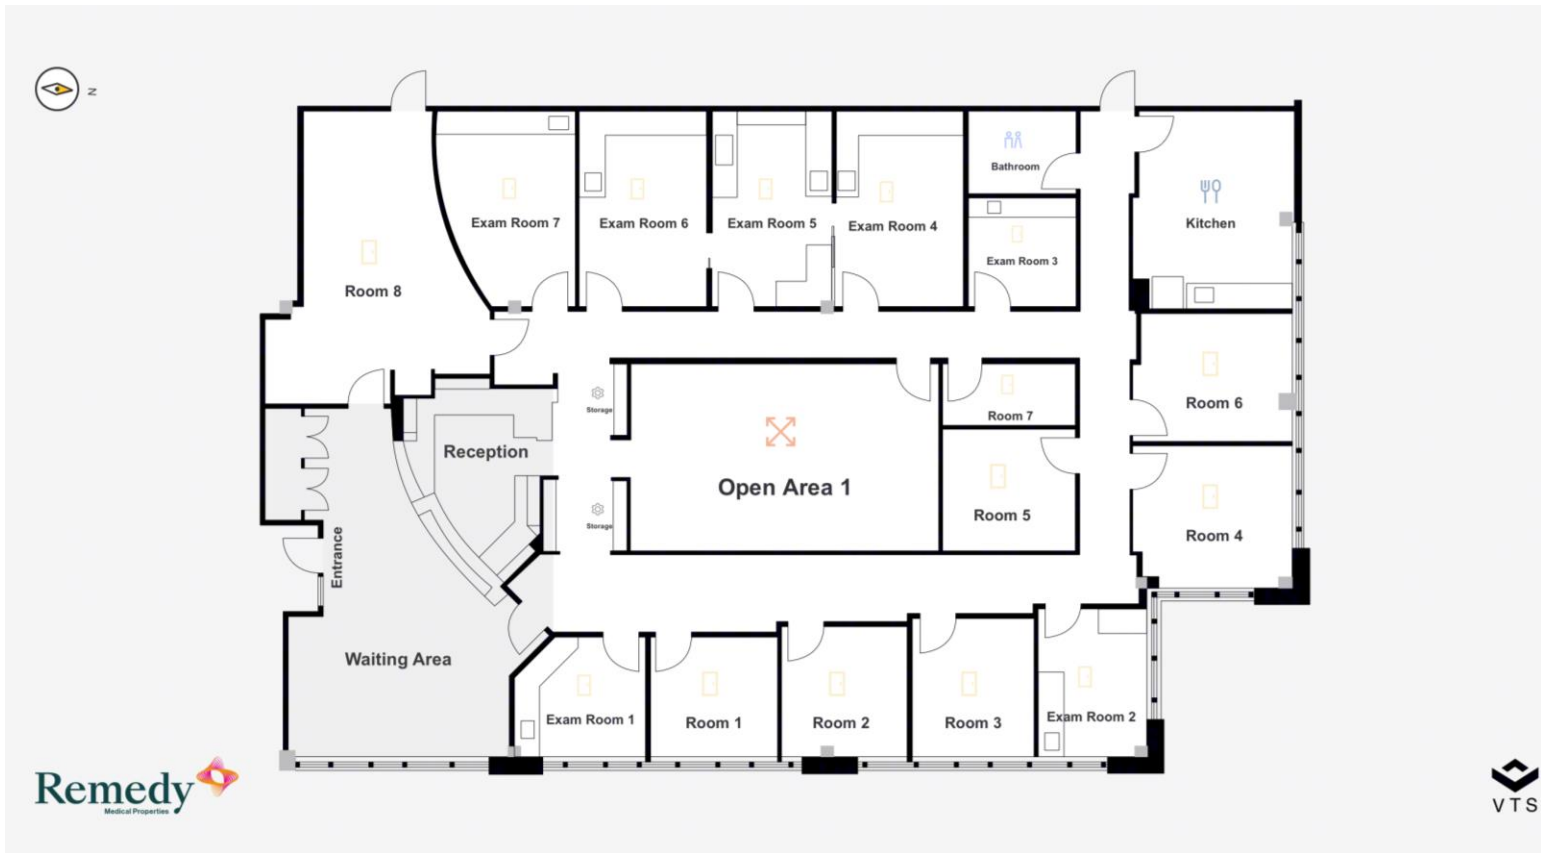 N
Bathroom
Exam Room 7
Exam Room 6
Exam Room 5
Exam Room 4
Kitchen
Exam Room 3
Room 8
Storage
Room 7
Room 6
Reception
Open Area 1
Room 5
Storage
Room 4
Entrance
Waiting Area
Exam Room 1
Room 1
Room 2
Room 3
Exam Room 2
Remedy
Medical Properties
VTS